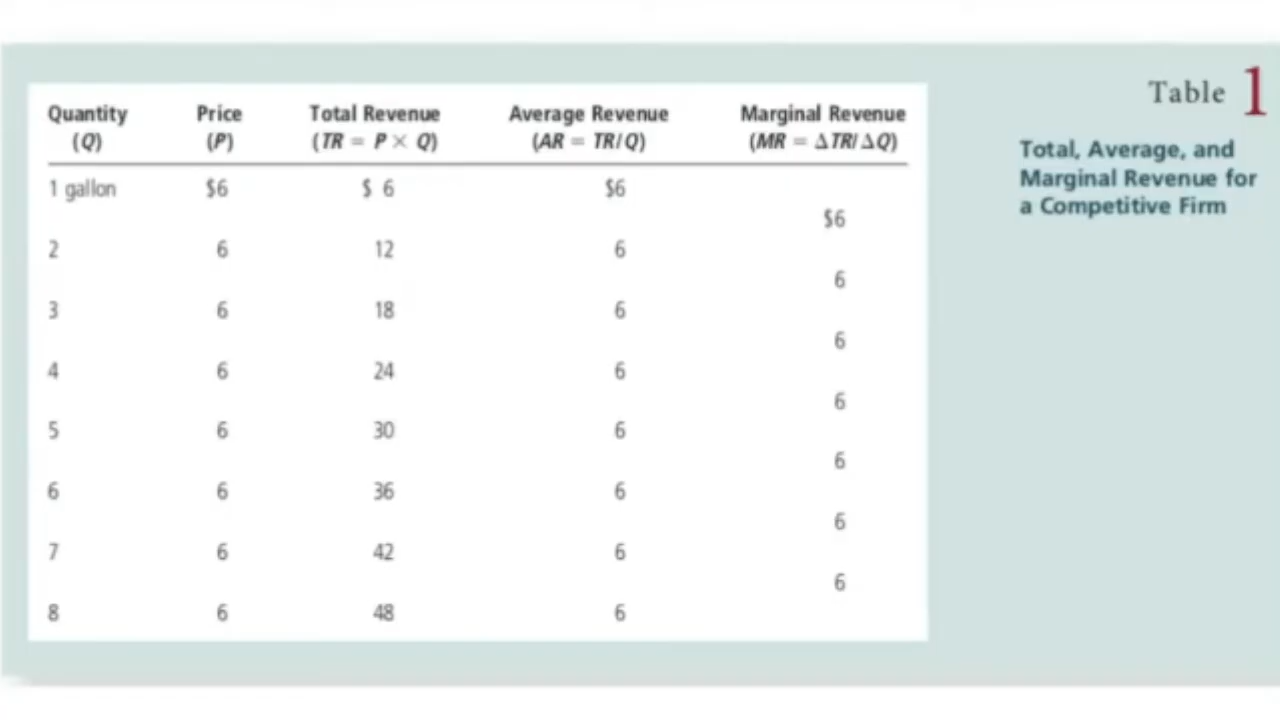 Table 1
Total, Average, and
Marginal Revenue for
a Competitive Firm
Quantity Price Total Revenue Average Revenue Marginal Revenue
(Q) (P) (TR = P × Q) (AR = TR/Q) (MR = ΔTR/ΔQ)
1 gallon $6 $ 6 $6
$6
2 6 12 6
6
3 6 18 6
6
4 6 24 6
6
5 6 30 6
6
6 6 36 6
6
7 6 42 6
6
8 6 48 6